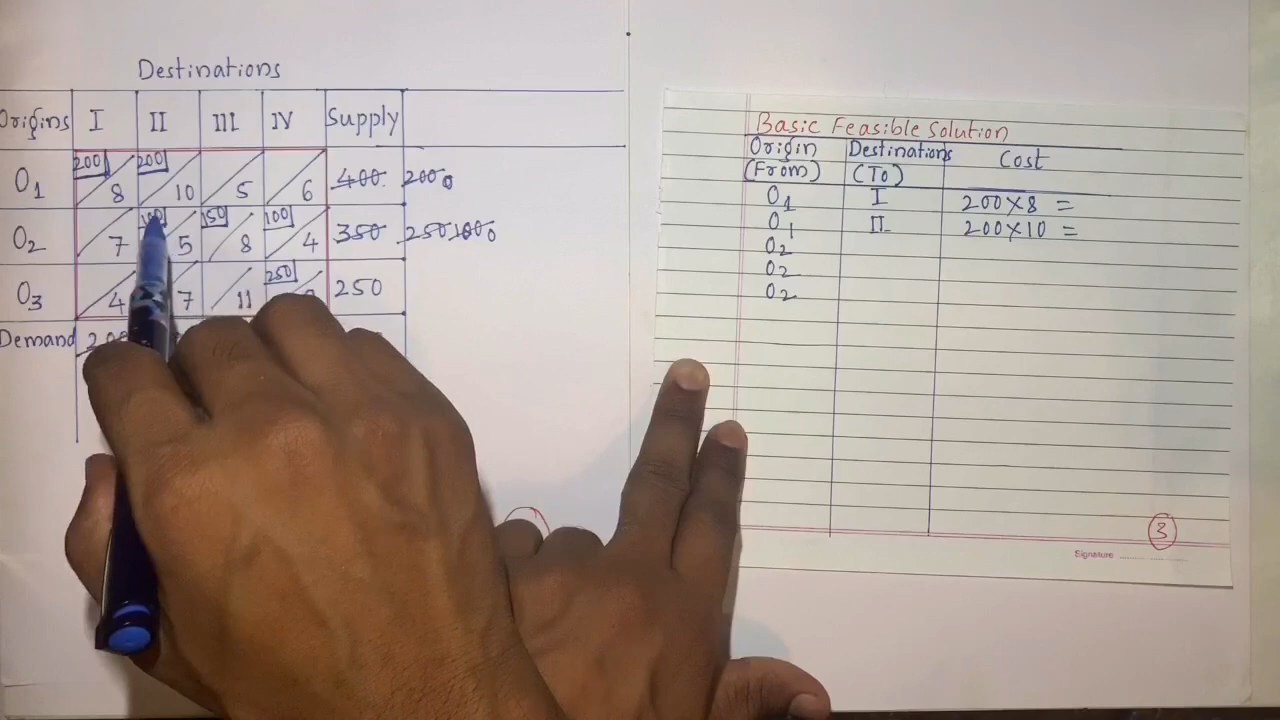 Destinations
Origins I II III IV Supply
O1 200 8 200 10 5 6 400 200 0
O2 7 5 150 8 100 4 350 250 100 0
O3 4 7 11 250 250
Demand
Basic Feasible Solution
Origin (From) Destinations (To) Cost
O1 I 200×8 =
O1 II 200×10 =
O2
O2
O2
3
Signature